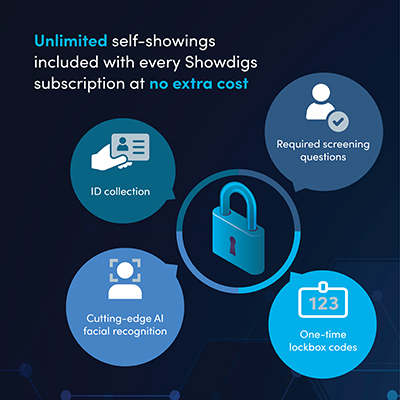 Unlimited self-showings
included with every Showdigs
subscription at no extra cost
Required screening
questions
ID collection
Cutting-edge AI
facial recognition
123
One-time
lockbox codes